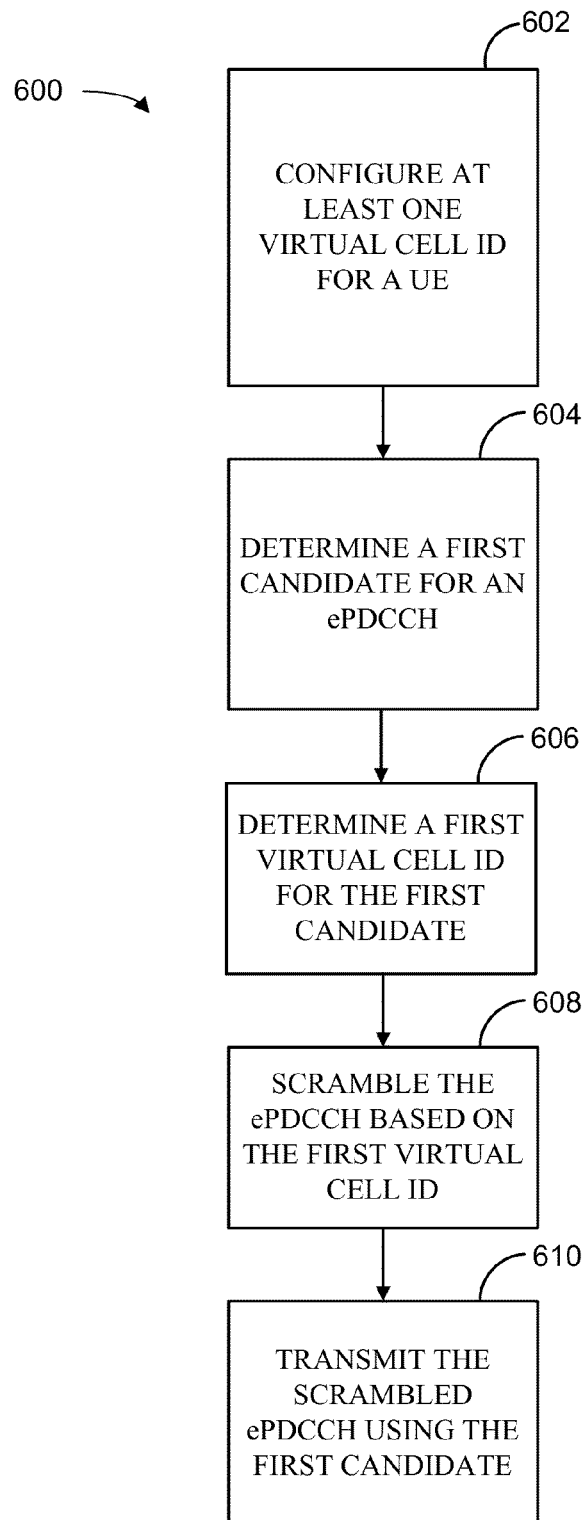 602
600
CONFIGURE AT
LEAST ONE
VIRTUAL CELL ID
FOR A UE
604
DETERMINE A FIRST
CANDIDATE FOR AN
ePDCCH
606
DETERMINE A FIRST
VIRTUAL CELL ID
FOR THE FIRST
CANDIDATE
608
SCRAMBLE THE
ePDCCH BASED ON
THE FIRST VIRTUAL
CELL ID
610
TRANSMIT THE
SCRAMBLED
ePDCCH USING THE
FIRST CANDIDATE